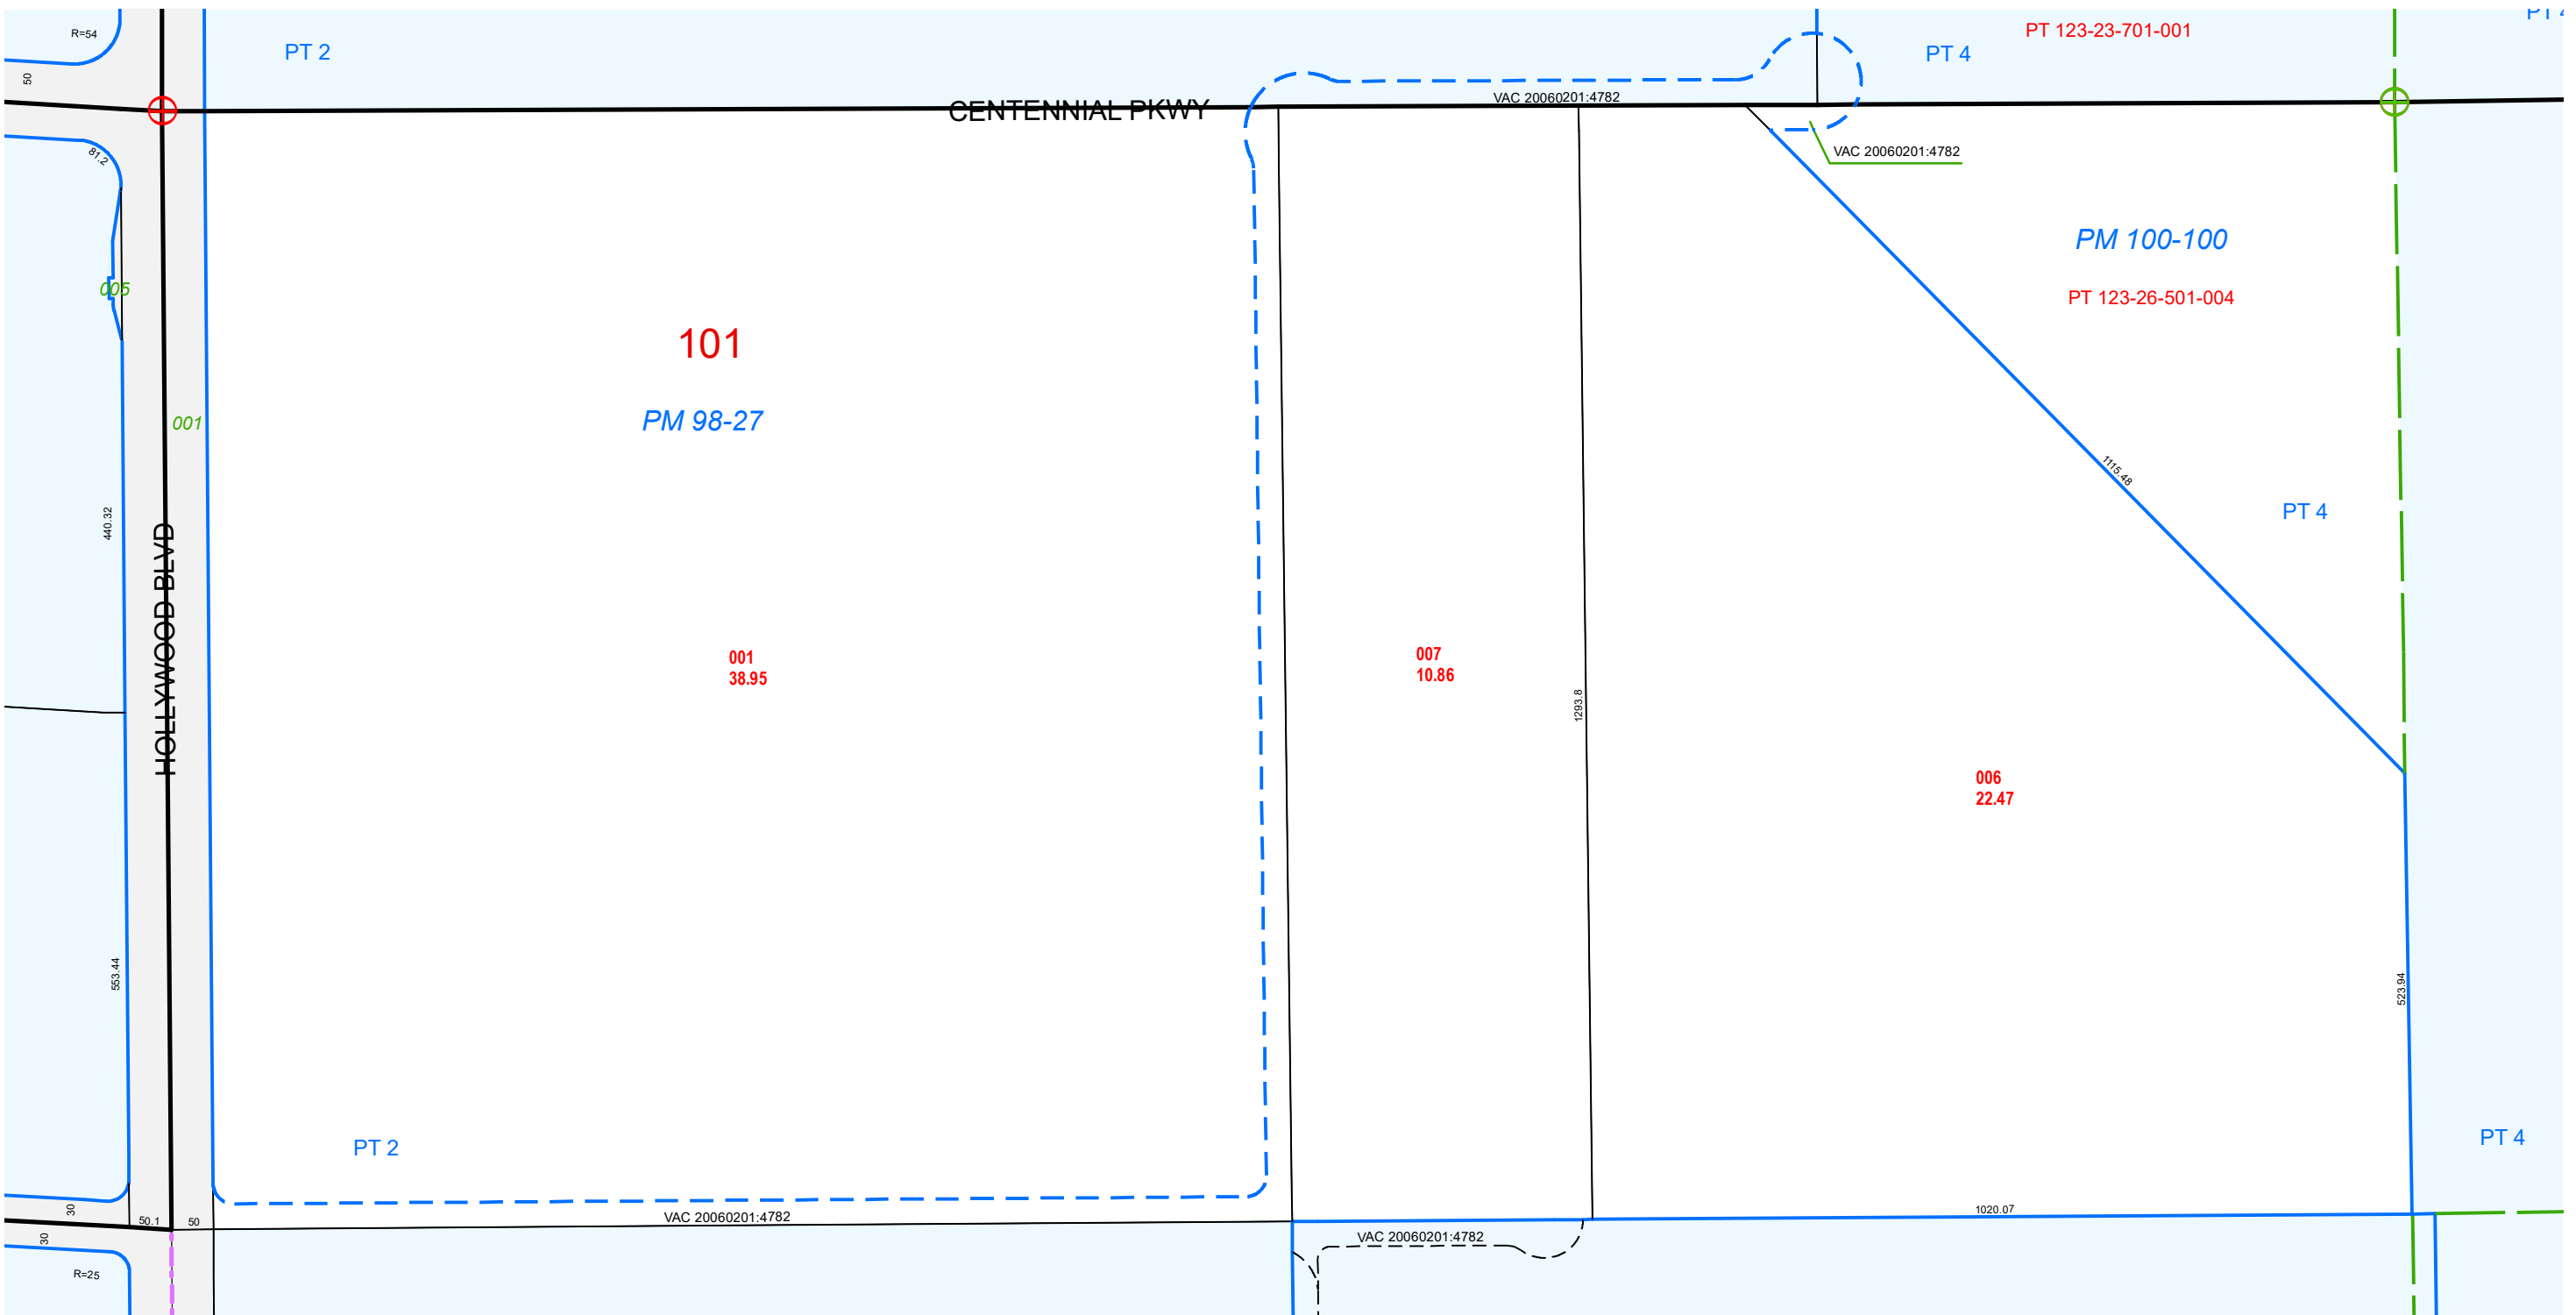 R=54
PT 2
PT 123-23-701-001
PT 4
50
CENTENNIAL PKWY
VAC 20060201:4782
81.2
VAC 20060201:4782
PM 100-100
005
PT 123-26-501-004
101
PM 98-27
001
1115.48
440.32
PT 4
HOLLYWOOD BLVD
001
38.95
007
10.86
1293.8
006
22.47
553.44
523.94
PT 2
PT 4
30
50.1
50
VAC 20060201:4782
1020.07
30
VAC 20060201:4782
R=25